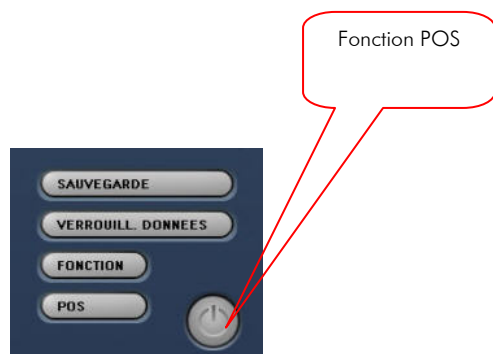 Fonction POS
SAUVEGARDE
VERROUILL. DONNEES
FONCTION
POS